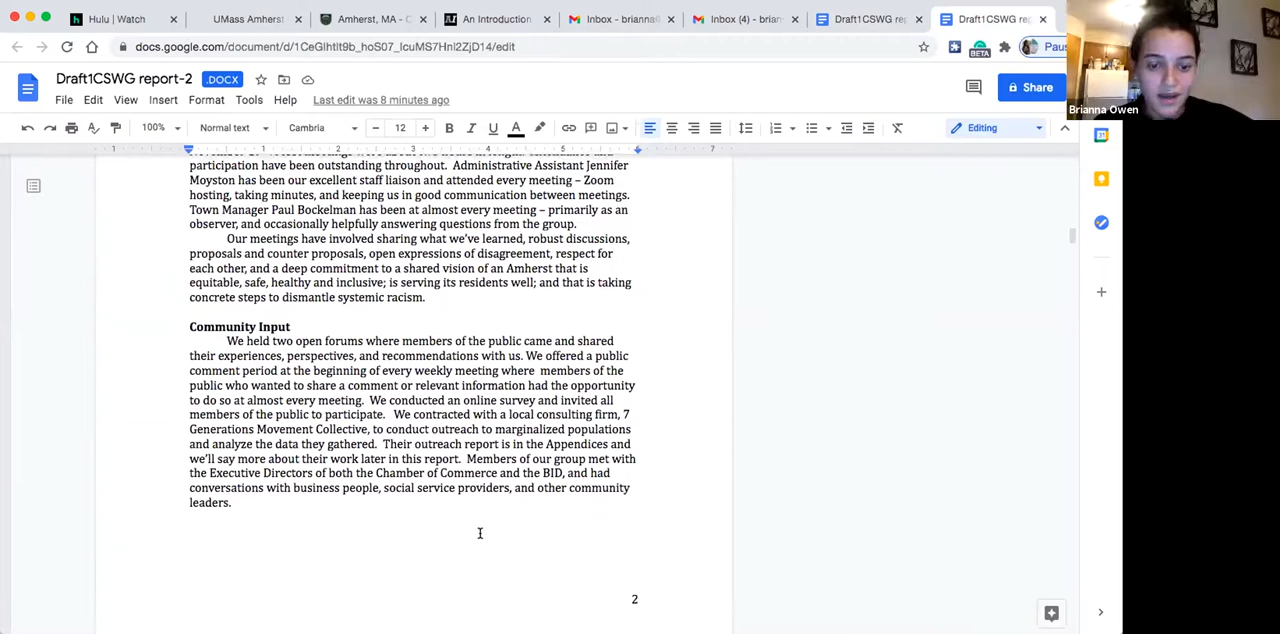 Hulu | Watch
UMass Amherst
Amherst, MA - C
An Introduction
Inbox - brianna
Inbox (4) - brian
Draft1CSWG rep
Draft1CSWG rep
docs.google.com/document/d/1CeGlhtit9b_hoS07_lcuMS7Hnl2ZjD14/edit
BETA
Paus
Draft1CSWG report-2
.DOCX
File Edit View Insert Format Tools Help Last edit was 8 minutes ago
Share
Brianna Owen
100% Normal text Cambria 12 B I U A Editing
1 1 2 3 4 5 7
participation have been outstanding throughout. Administrative Assistant Jennifer
Moyston has been our excellent staff liaison and attended every meeting – Zoom
hosting, taking minutes, and keeping us in good communication between meetings.
Town Manager Paul Bockelman has been at almost every meeting – primarily as an
observer, and occasionally helpfully answering questions from the group.
Our meetings have involved sharing what we've learned, robust discussions,
proposals and counter proposals, open expressions of disagreement, respect for
each other, and a deep commitment to a shared vision of an Amherst that is
equitable, safe, healthy and inclusive; is serving its residents well; and that is taking
concrete steps to dismantle systemic racism.
Community Input
We held two open forums where members of the public came and shared
their experiences, perspectives, and recommendations with us. We offered a public
comment period at the beginning of every weekly meeting where members of the
public who wanted to share a comment or relevant information had the opportunity
to do so at almost every meeting. We conducted an online survey and invited all
members of the public to participate. We contracted with a local consulting firm, 7
Generations Movement Collective, to conduct outreach to marginalized populations
and analyze the data they gathered. Their outreach report is in the Appendices and
we'll say more about their work later in this report. Members of our group met with
the Executive Directors of both the Chamber of Commerce and the BID, and had
conversations with business people, social service providers, and other community
leaders.
2